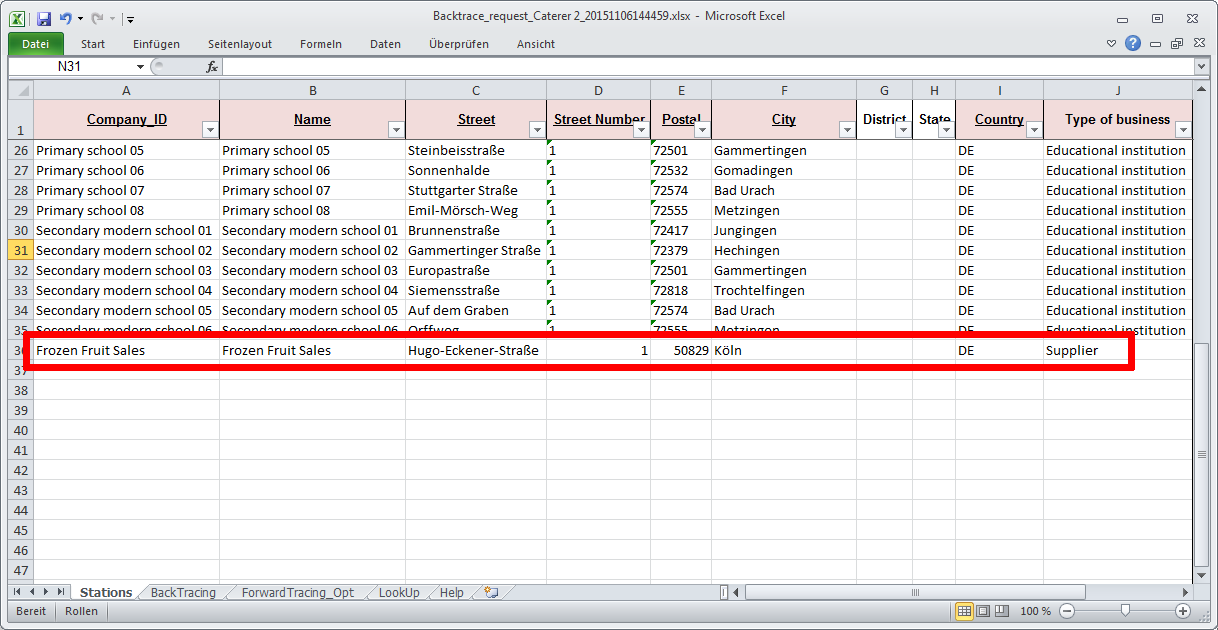 Backtrace_request_Caterer 2_20151106144459.xlsx - Microsoft Excel
Datei Start Einfügen Seitenlayout Formeln Daten Überprüfen Ansicht
N31 fx
A B C D E F G H I J
1 Company_ID Name Street Street Number Postal City District State Country Type of business
26 Primary school 05 Primary school 05 Steinbeisstraße 1 72501 Gammertingen DE Educational institution
27 Primary school 06 Primary school 06 Sonnenhalde 1 72532 Gomadingen DE Educational institution
28 Primary school 07 Primary school 07 Stuttgarter Straße 1 72574 Bad Urach DE Educational institution
29 Primary school 08 Primary school 08 Emil-Mörsch-Weg 1 72555 Metzingen DE Educational institution
30 Secondary modern school 01 Secondary modern school 01 Brunnenstraße 1 72417 Jungingen DE Educational institution
31 Secondary modern school 02 Secondary modern school 02 Gammertinger Straße 1 72379 Hechingen DE Educational institution
32 Secondary modern school 03 Secondary modern school 03 Europastraße 1 72501 Gammertingen DE Educational institution
33 Secondary modern school 04 Secondary modern school 04 Siemensstraße 1 72818 Trochtelfingen DE Educational institution
34 Secondary modern school 05 Secondary modern school 05 Auf dem Graben 1 72574 Bad Urach DE Educational institution
35 Secondary modern school 06 Secondary modern school 06 Orffweg 1 72555 Metzingen DE Educational institution
36 Frozen Fruit Sales Frozen Fruit Sales Hugo-Eckener-Straße 1 50829 Köln DE Supplier
37
38
39
40
41
42
43
44
45
46
47
Stations BackTracing ForwardTracing_Opt LookUp Help
Bereit Rollen 100 %